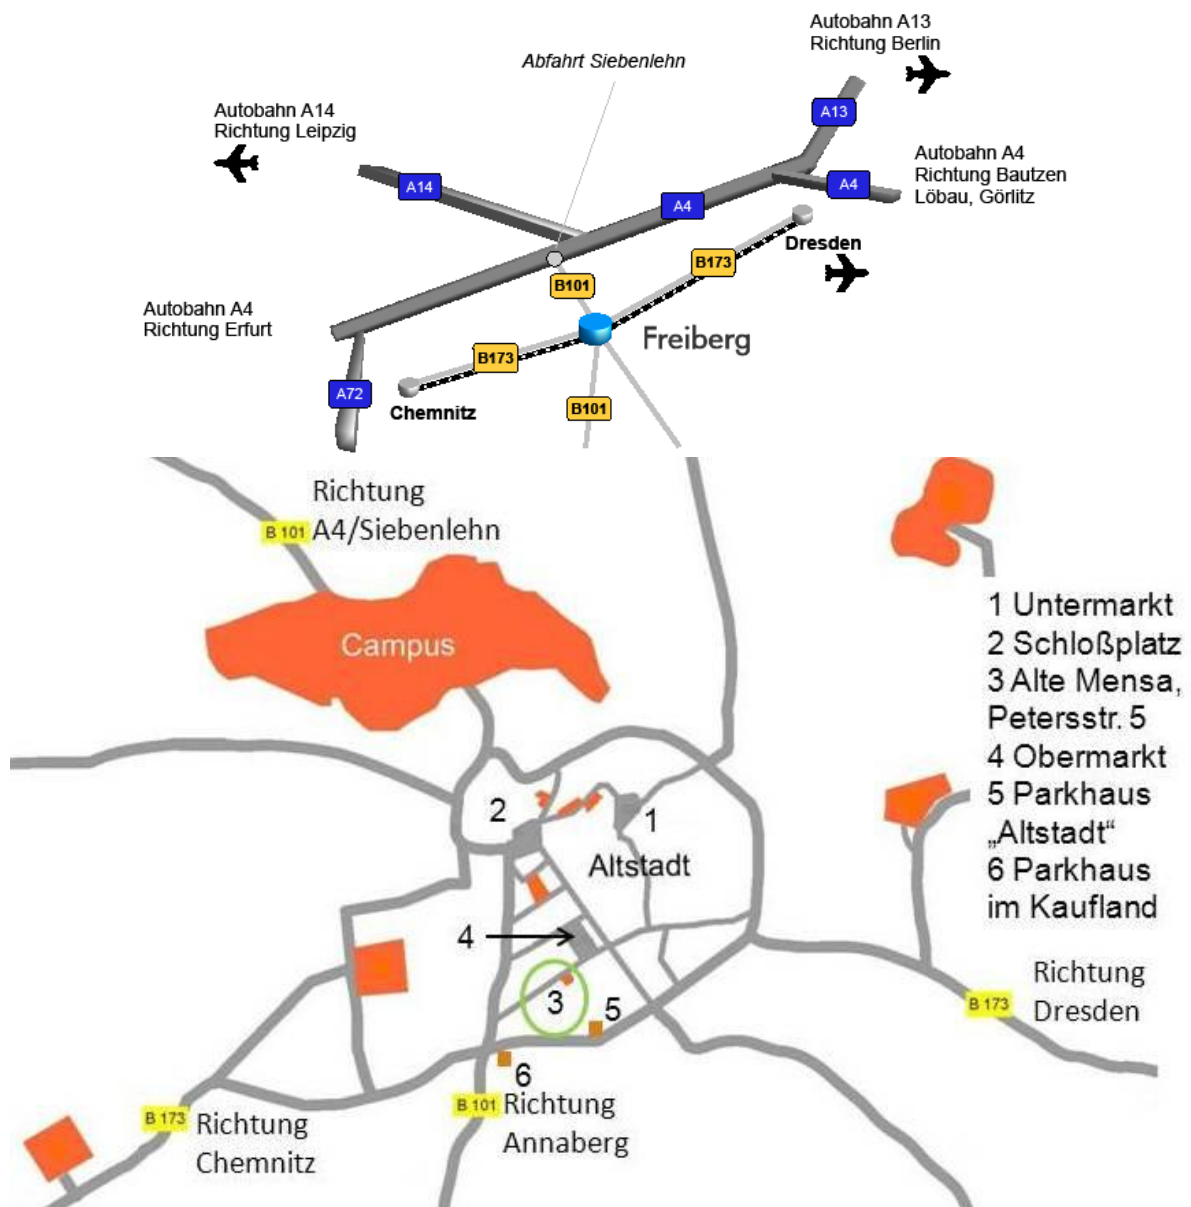 Autobahn A13
Richtung Berlin
Abfahrt Siebenlehn
A13
Autobahn A14
Richtung Leipzig
Autobahn A4
Richtung Bautzen
Löbau, Görlitz
A14
A4
A4
Dresden
B173
B101
Autobahn A4
Richtung Erfurt
Freiberg
B173
A72
Chemnitz
B101
Richtung
A4/Siebenlehn
B 101
Campus
1 Untermarkt
2 Schloßplatz
3 Alte Mensa,
Petersstr. 5
4 Obermarkt
5 Parkhaus
„Altstadt“
6 Parkhaus
im Kaufland
2
1
Altstadt
4
3
5
6
Richtung
Dresden
B 173
B 101
Richtung
Annaberg
B 173
Richtung
Chemnitz